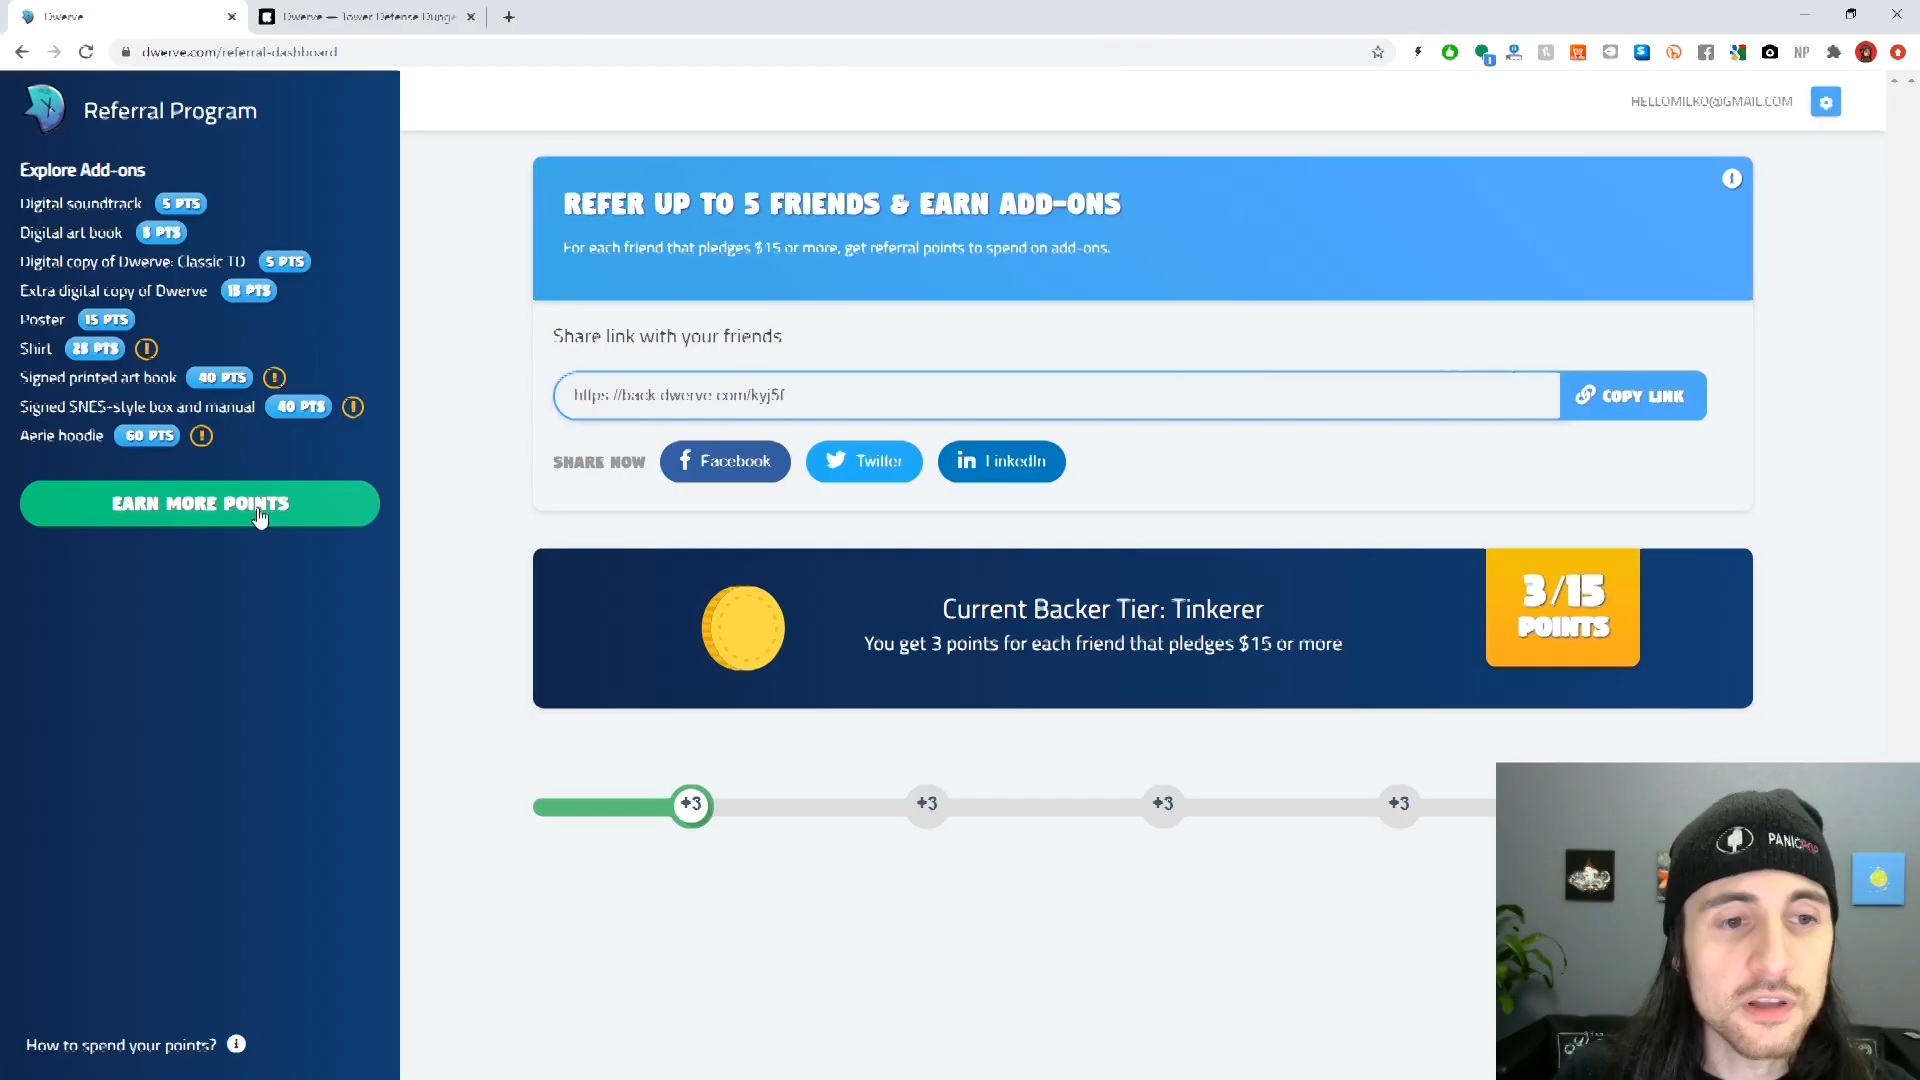 Dwerve
Dwerve — Tower Defense Dunge
dwerve.com/referral-dashboard
NP
Referral Program
HELLOMILKO@GMAIL.COM
Explore Add-ons
Digital soundtrack 5 PTS
Digital art book 5 PTS
Digital copy of Dwerve: Classic TD 5 PTS
Extra digital copy of Dwerve 15 PTS
Poster 15 PTS
Shirt 25 PTS
Signed printed art book 40 PTS
Signed SNES-style box and manual 40 PTS
Aerie hoodie 60 PTS
EARN MORE POINTS
How to spend your points?
REFER UP TO 5 FRIENDS & EARN ADD-ONS
For each friend that pledges $15 or more, get referral points to spend on add-ons.
Share link with your friends
https://back.dwerve.com/kyj5f
COPY LINK
SHARE NOW Facebook Twitter LinkedIn
Current Backer Tier: Tinkerer
You get 3 points for each friend that pledges $15 or more
3/15
POINTS
+3 +3 +3 +3
PANICPOP